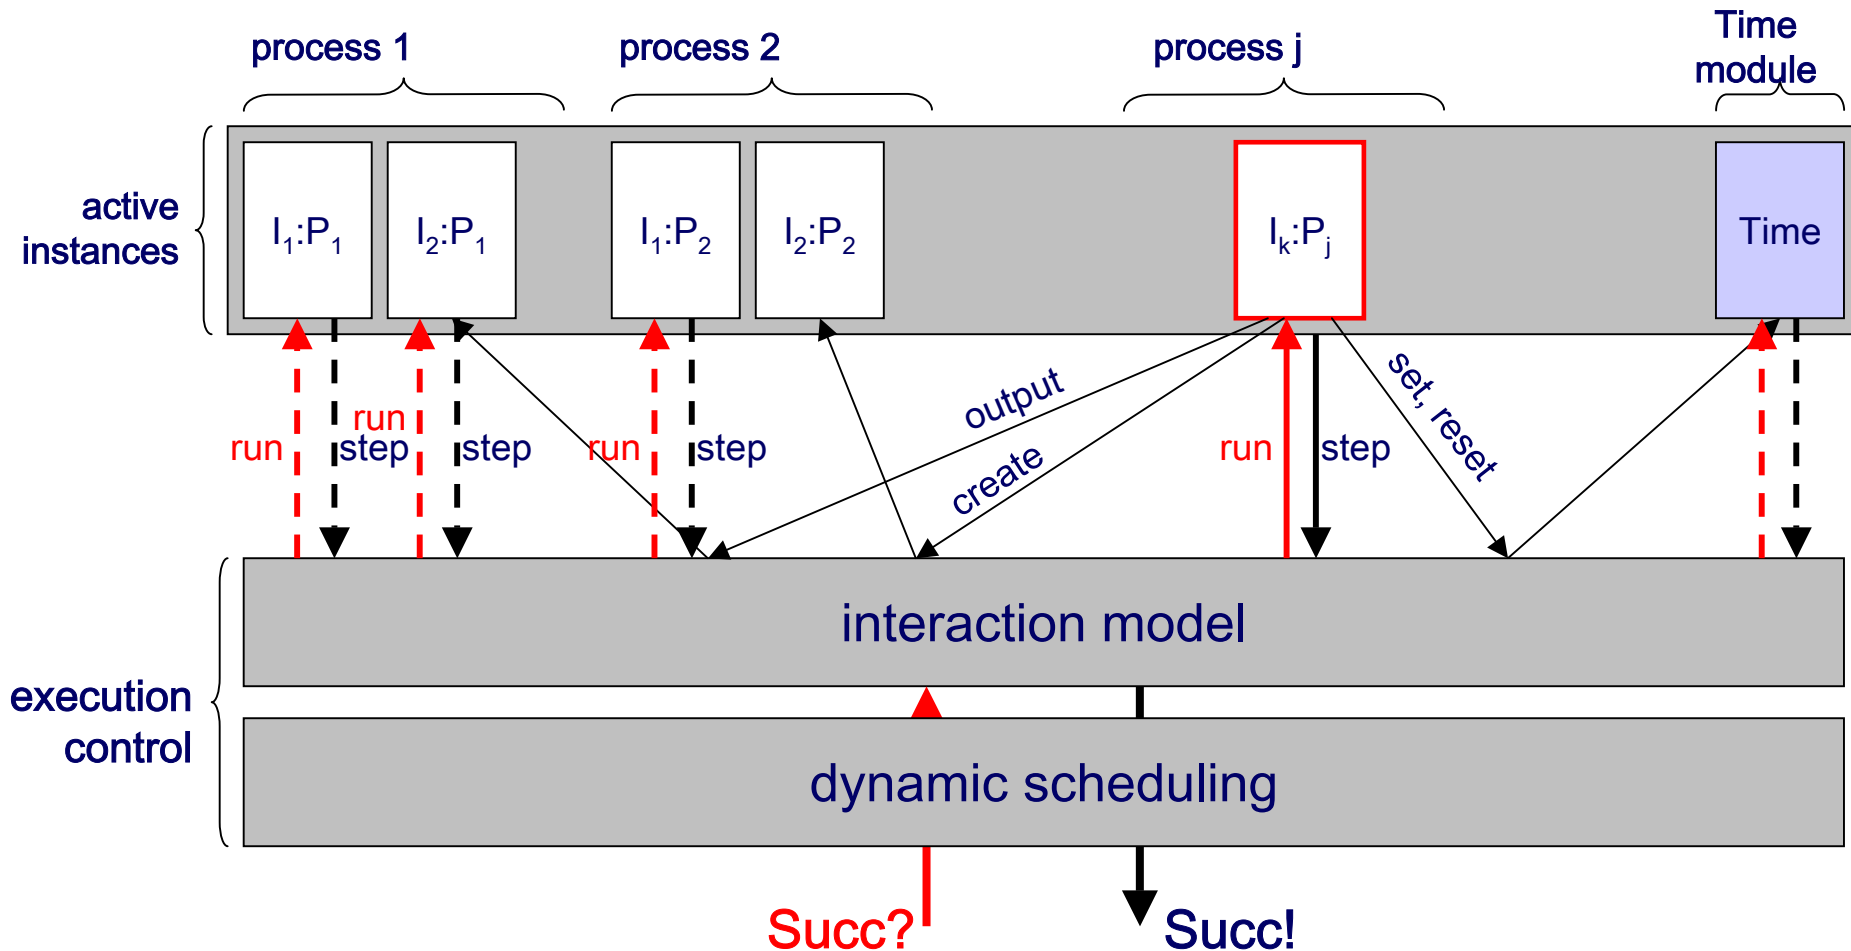 process 1
process 2
process j
Time
module
active
instances
I1:P1
I2:P1
I1:P2
I2:P2
Ik:Pj
Time
run
step
run
step
run
step
output
create
run
step
set, reset
interaction model
execution
control
dynamic scheduling
Succ?
Succ!